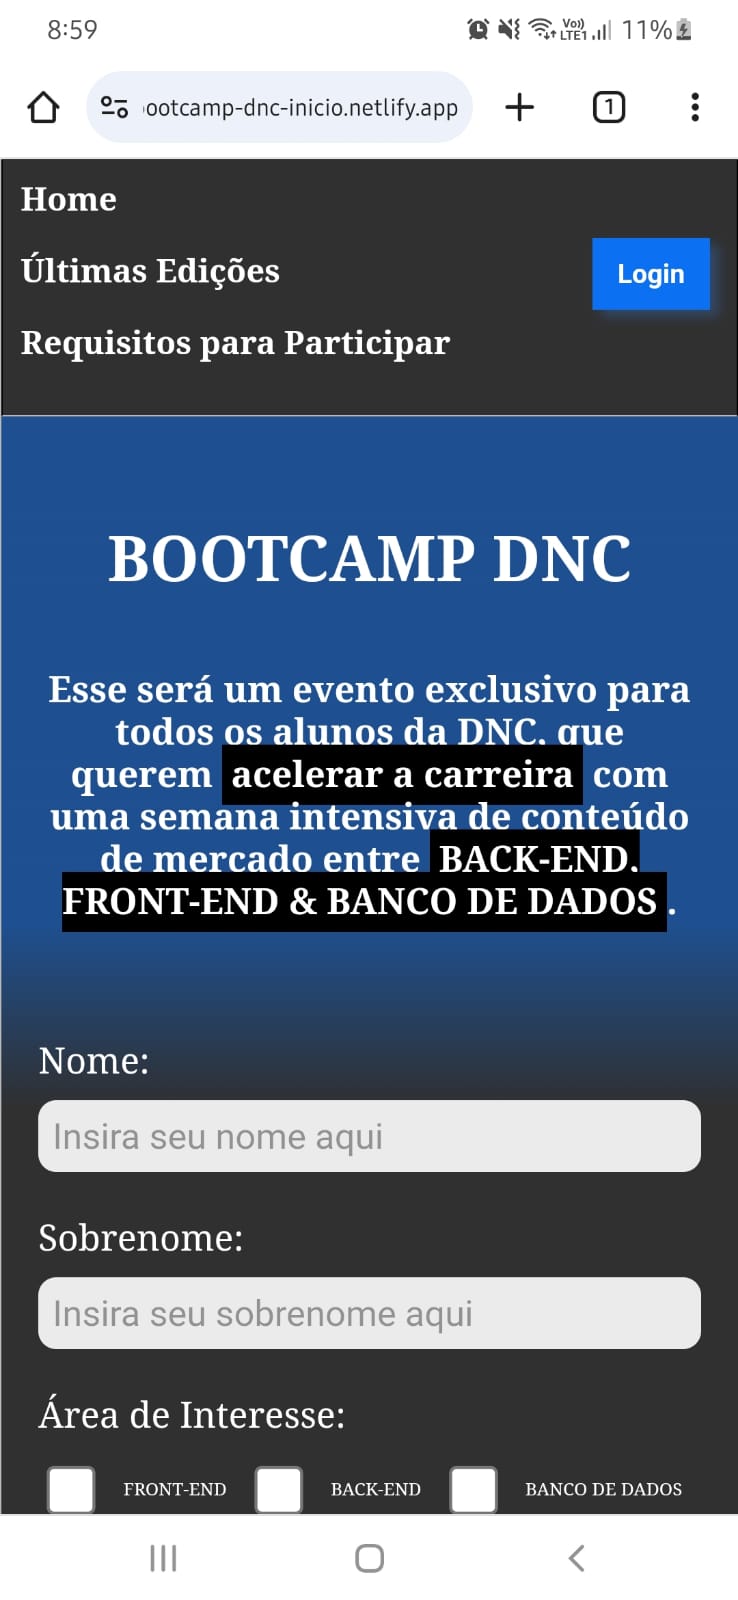 8:59
Vo))
LTE1
11%
ootcamp-dnc-inicio.netlify.app
1
Home
Últimas Edições
Login
Requisitos para Participar
BOOTCAMP DNC
Esse será um evento exclusivo para
todos os alunos da DNC, que
querem acelerar a carreira com
uma semana intensiva de conteúdo
de mercado entre BACK-END,
FRONT-END & BANCO DE DADOS .
Nome:
Insira seu nome aqui
Sobrenome:
Insira seu sobrenome aqui
Área de Interesse:
FRONT-END BACK-END BANCO DE DADOS